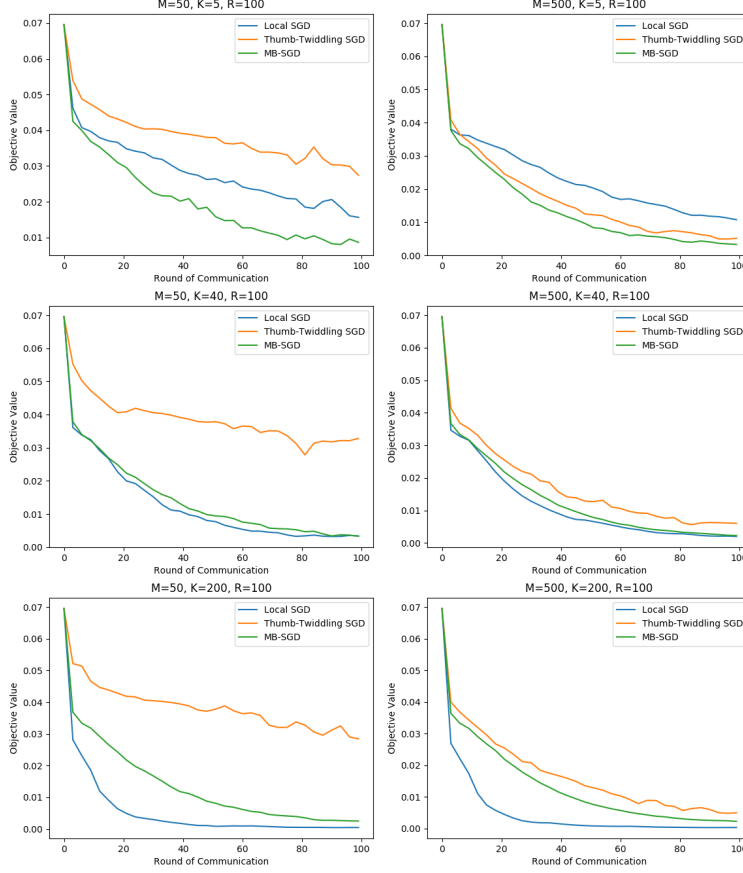 M=50, K=5, R=100
0.07
0.06
0.05
0.04
0.03
0.02
0.01
Objective Value
Local SGD
Thumb-Twiddling SGD
MB-SGD
0 20 40 60 80 100
Round of Communication
M=500, K=5, R=100
0.07
0.06
0.05
0.04
0.03
0.02
0.01
0.00
Objective Value
Local SGD
Thumb-Twiddling SGD
MB-SGD
0 20 40 60 80 100
Round of Communication
M=50, K=40, R=100
0.07
0.06
0.05
0.04
0.03
0.02
0.01
0.00
Objective Value
Local SGD
Thumb-Twiddling SGD
MB-SGD
0 20 40 60 80 100
Round of Communication
M=500, K=40, R=100
0.07
0.06
0.05
0.04
0.03
0.02
0.01
0.00
Objective Value
Local SGD
Thumb-Twiddling SGD
MB-SGD
0 20 40 60 80 100
Round of Communication
M=50, K=200, R=100
0.07
0.06
0.05
0.04
0.03
0.02
0.01
0.00
Objective Value
Local SGD
Thumb-Twiddling SGD
MB-SGD
0 20 40 60 80 100
Round of Communication
M=500, K=200, R=100
0.07
0.06
0.05
0.04
0.03
0.02
0.01
0.00
Objective Value
Local SGD
Thumb-Twiddling SGD
MB-SGD
0 20 40 60 80 100
Round of Communication